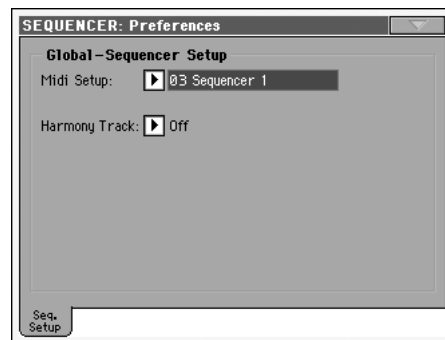 SEQUENCER: Preferences
Global-Sequencer Setup
Midi Setup: 03 Sequencer 1
Harmony Track: Off
Seq.
Setup